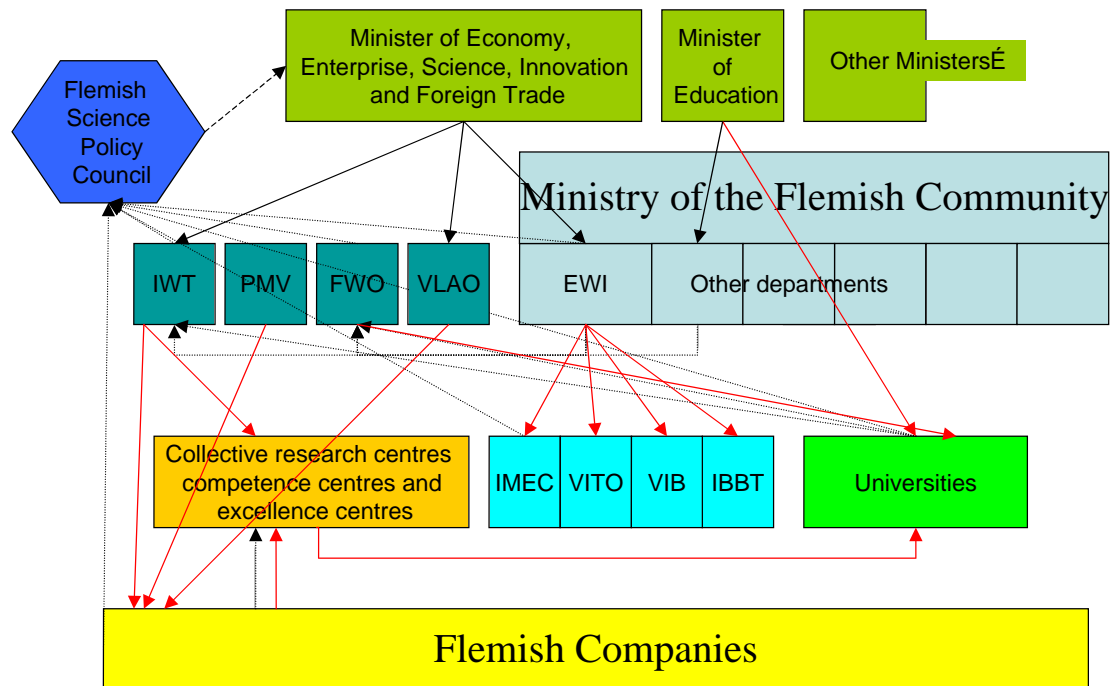 Minister of Economy,
Enterprise, Science, Innovation
and Foreign Trade
Minister
of
Education
Other MinistersÉ
Flemish
Science
Policy
Council
Ministry of the Flemish Community
IWT
PMV
FWO
VLAO
EWI
Other departments
Collective research centres
competence centres and
excellence centres
IMEC
VITO
VIB
IBBT
Universities
Flemish Companies